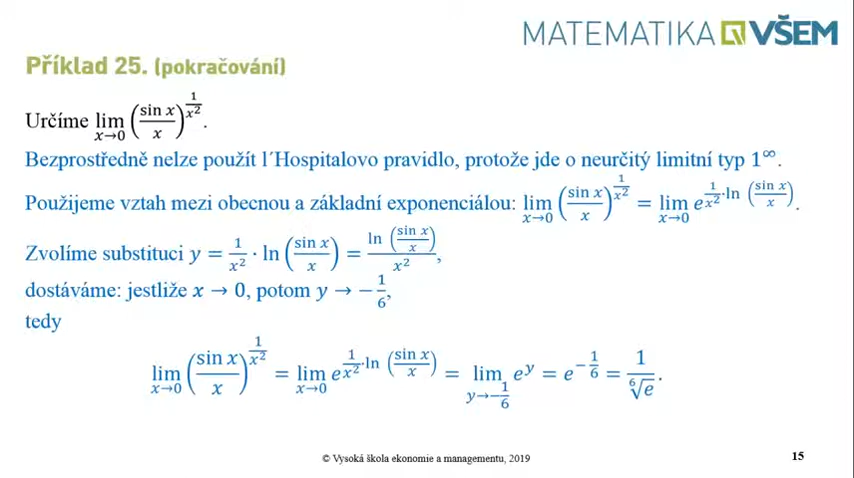 MATEMATIKA VŠEM
Příklad 25. (pokračování)
Určíme lim_{x→0} (sin x / x)^{1/x²}.
Bezprostředně nelze použít l´Hospitalovo pravidlo, protože jde o neurčitý limitní typ 1^∞.
Použijeme vztah mezi obecnou a základní exponenciálou: lim_{x→0} (sin x / x)^{1/x²} = lim_{x→0} e^{1/x² · ln (sin x / x)}.
Zvolíme substituci y = 1/x² · ln (sin x / x) = ln (sin x / x) / x²,
dostáváme: jestliže x → 0, potom y → − 1/6,
tedy
lim_{x→0} (sin x / x)^{1/x²} = lim_{x→0} e^{1/x² · ln (sin x / x)} = lim_{y→−1/6} e^y = e^{−1/6} = 1/⁶√e.
© Vysoká škola ekonomie a managementu, 2019
15